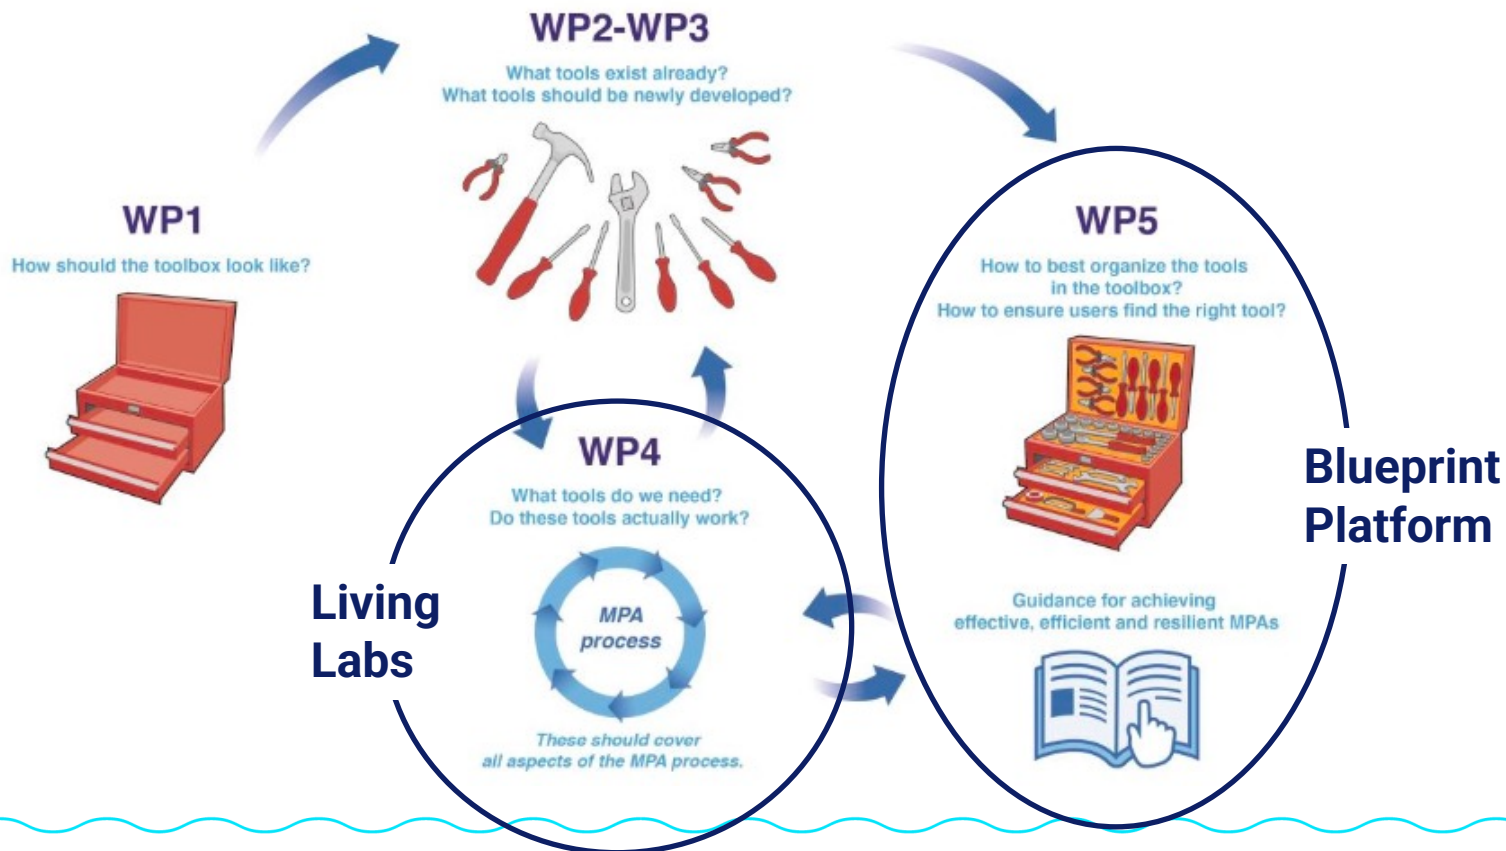 WP2-WP3
What tools exist already?
What tools should be newly developed?
WP1
How should the toolbox look like?
WP5
How to best organize the tools
in the toolbox?
How to ensure users find the right tool?
Blueprint
Platform
WP4
What tools do we need?
Do these tools actually work?
Living
Labs
MPA
process
These should cover
all aspects of the MPA process.
Guidance for achieving
effective, efficient and resilient MPAs